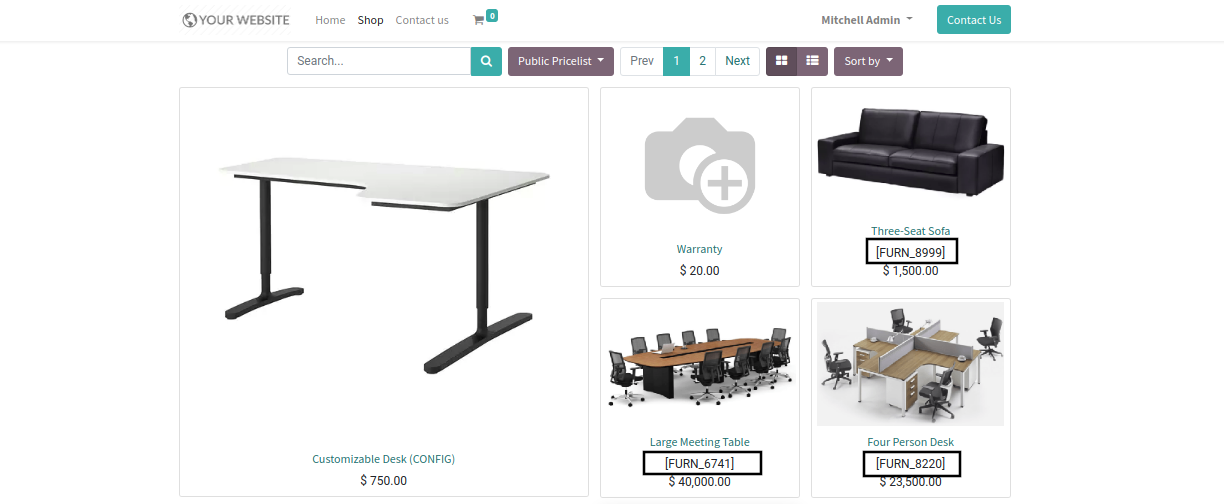 YOUR WEBSITE Home Shop Contact us 0 Mitchell Admin Contact Us
Search... Public Pricelist Prev 1 2 Next Sort by
Warranty
$ 20.00
Three-Seat Sofa
[FURN_8999]
$ 1,500.00
Customizable Desk (CONFIG)
$ 750.00
Large Meeting Table
[FURN_6741]
$ 40,000.00
Four Person Desk
[FURN_8220]
$ 23,500.00